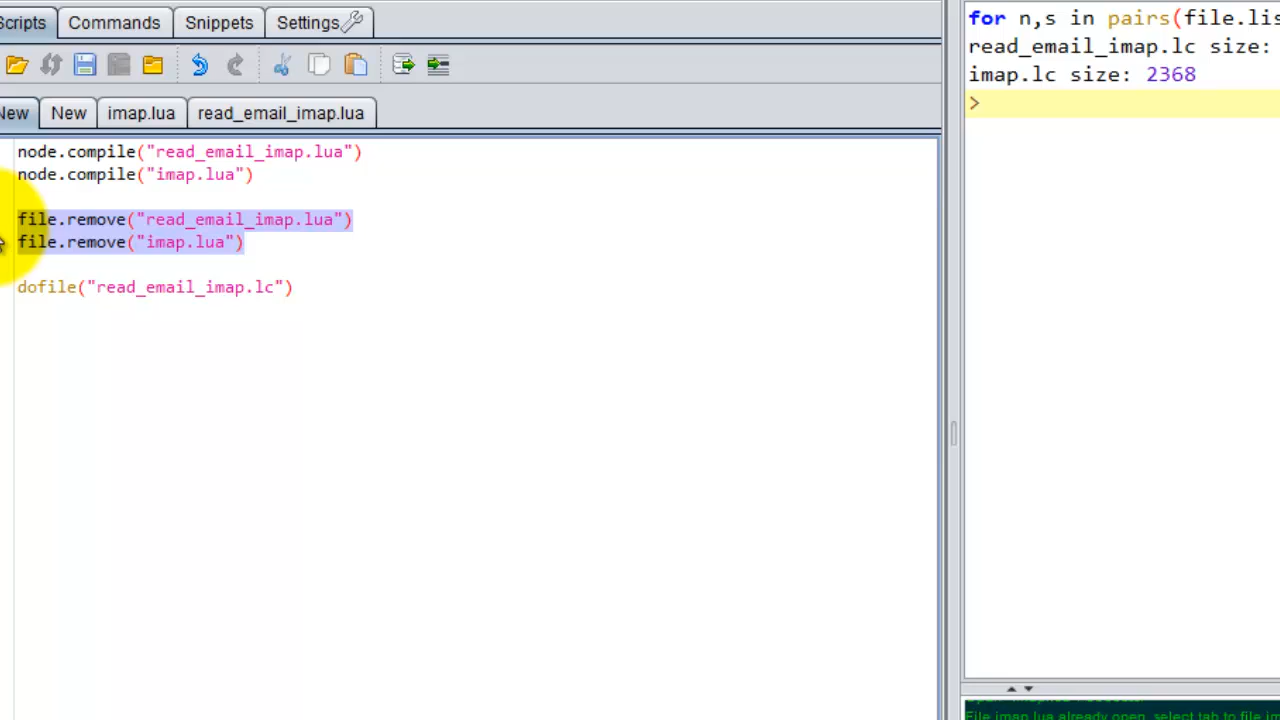 Scripts Commands Snippets Settings
New New imap.lua read_email_imap.lua
node.compile("read_email_imap.lua")
node.compile("imap.lua")
file.remove("read_email_imap.lua")
file.remove("imap.lua")
dofile("read_email_imap.lc")
for n,s in pairs(file.lis
read_email_imap.lc size:
imap.lc size: 2368
>
File imap.lua already open, select tab to file im